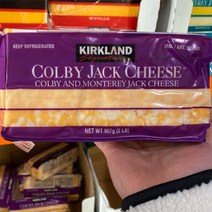 KEEP REFRIGERATED
KIRKLAND
Signature
COLBY JACK CHEESE
COLBY AND MONTEREY JACK CHEESE
NET WT 907g (2 LB)